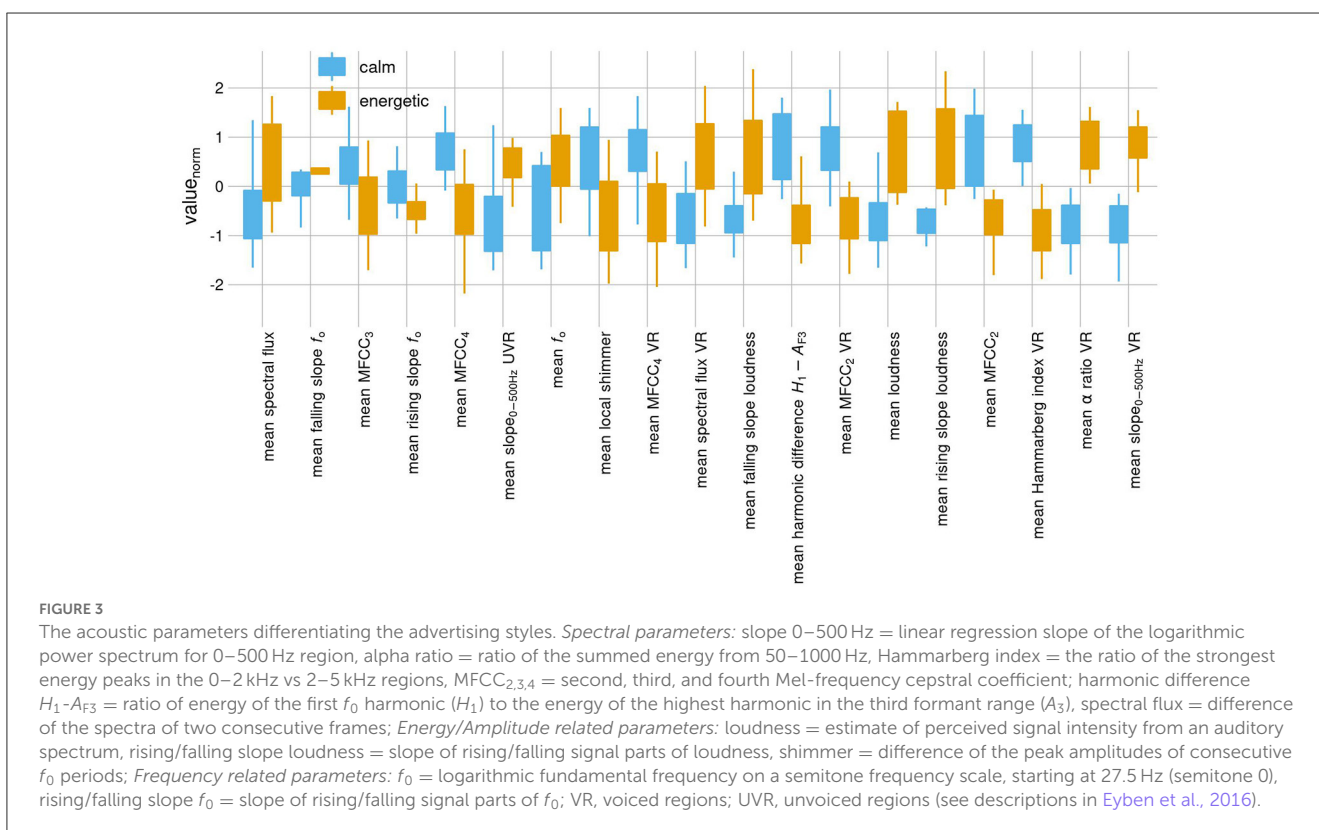 calm
energetic
2
1
0
-1
-2
value_norm
mean spectral flux
mean falling slope f₀
mean MFCC₃
mean rising slope f₀
mean MFCC₄
mean slope₀₋₅₀₀Hz UVR
mean f₀
mean local shimmer
mean MFCC₄ VR
mean spectral flux VR
mean falling slope loudness
mean harmonic difference H₁ − A_F3
mean MFCC₂ VR
mean loudness
mean rising slope loudness
mean MFCC₂
mean Hammarberg index VR
mean α ratio VR
mean slope₀₋₅₀₀Hz VR
FIGURE 3
The acoustic parameters differentiating the advertising styles. Spectral parameters: slope 0–500 Hz = linear regression slope of the logarithmic
power spectrum for 0–500 Hz region, alpha ratio = ratio of the summed energy from 50–1000 Hz, Hammarberg index = the ratio of the strongest
energy peaks in the 0–2 kHz vs 2–5 kHz regions, MFCC₂,₃,₄ = second, third, and fourth Mel-frequency cepstral coefficient; harmonic difference
H₁-A_F3 = ratio of energy of the first f₀ harmonic (H₁) to the energy of the highest harmonic in the third formant range (A₃), spectral flux = difference
of the spectra of two consecutive frames; Energy/Amplitude related parameters: loudness = estimate of perceived signal intensity from an auditory
spectrum, rising/falling slope loudness = slope of rising/falling signal parts of loudness, shimmer = difference of the peak amplitudes of consecutive
f₀ periods; Frequency related parameters: f₀ = logarithmic fundamental frequency on a semitone frequency scale, starting at 27.5 Hz (semitone 0),
rising/falling slope f₀ = slope of rising/falling signal parts of f₀; VR, voiced regions; UVR, unvoiced regions (see descriptions in Eyben et al., 2016).